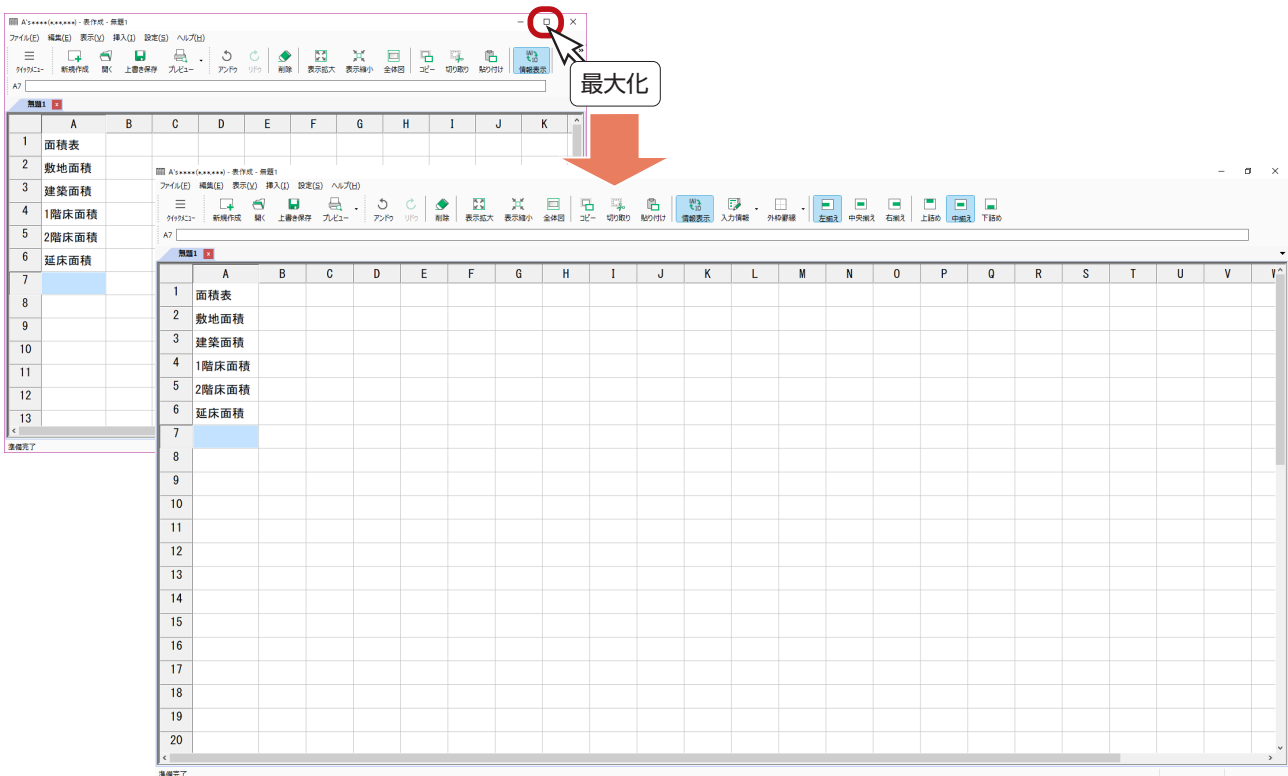 A's****(*,**,***) - 表作成 - 無題1
ファイル(F) 編集(E) 表示(V) 挿入(I) 設定(S) ヘルプ(H)
クイックメニュー 新規作成 開く 上書き保存 プレビュー アンドゥ リドゥ 削除 表示拡大 表示縮小 全体図 コピー 切り取り 貼り付け 情報表示
最大化
A7
無題1
A B C D E F G H I J K
1 面積表
2 敷地面積
3 建築面積
4 1階床面積
5 2階床面積
6 延床面積
7
8
9
10
11
12
13
準備完了
A's****(*,**,***) - 表作成 - 無題1
ファイル(F) 編集(E) 表示(V) 挿入(I) 設定(S) ヘルプ(H)
クイックメニュー 新規作成 開く 上書き保存 プレビュー アンドゥ リドゥ 削除 表示拡大 表示縮小 全体図 コピー 切り取り 貼り付け 情報表示 入力情報 外枠罫線 左揃え 中央揃え 右揃え 上詰め 中揃え 下詰め
A7
無題1
A B C D E F G H I J K L M N O P Q R S T U V W
1 面積表
2 敷地面積
3 建築面積
4 1階床面積
5 2階床面積
6 延床面積
7
8
9
10
11
12
13
14
15
16
17
18
19
20
準備完了